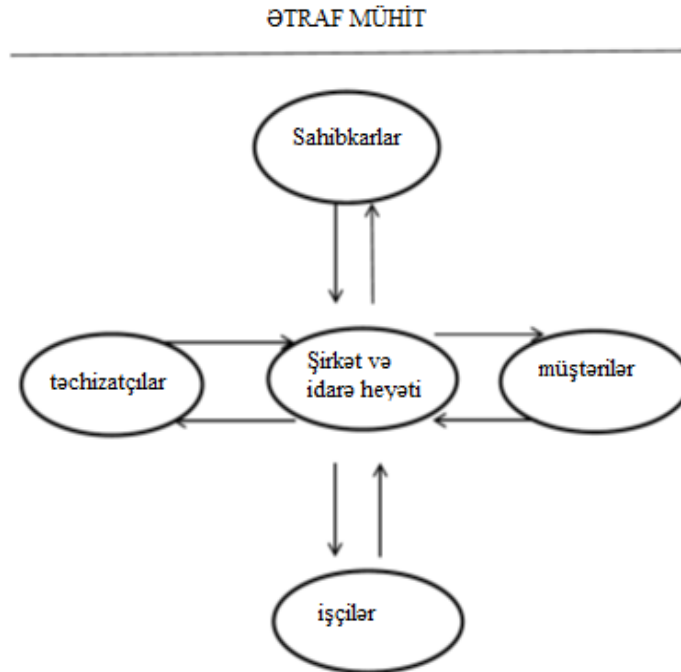 ƏTRAF MÜHİT
Sahibkarlar
təchizatçılar
Şirkət və
idarə heyəti
müştərilər
işçilər